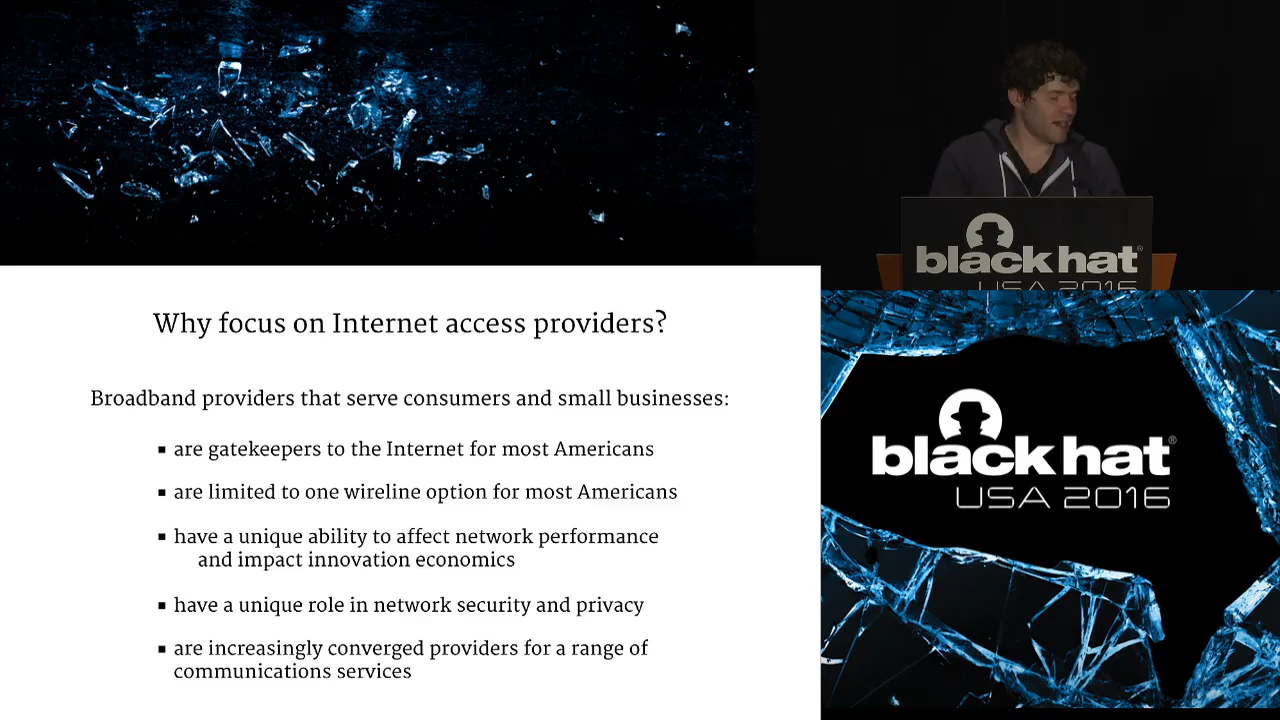 black hat®
USA 2016
Why focus on Internet access providers?
Broadband providers that serve consumers and small businesses:
▪ are gatekeepers to the Internet for most Americans
▪ are limited to one wireline option for most Americans
▪ have a unique ability to affect network performance
and impact innovation economics
▪ have a unique role in network security and privacy
▪ are increasingly converged providers for a range of
communications services
black hat®
USA 2016